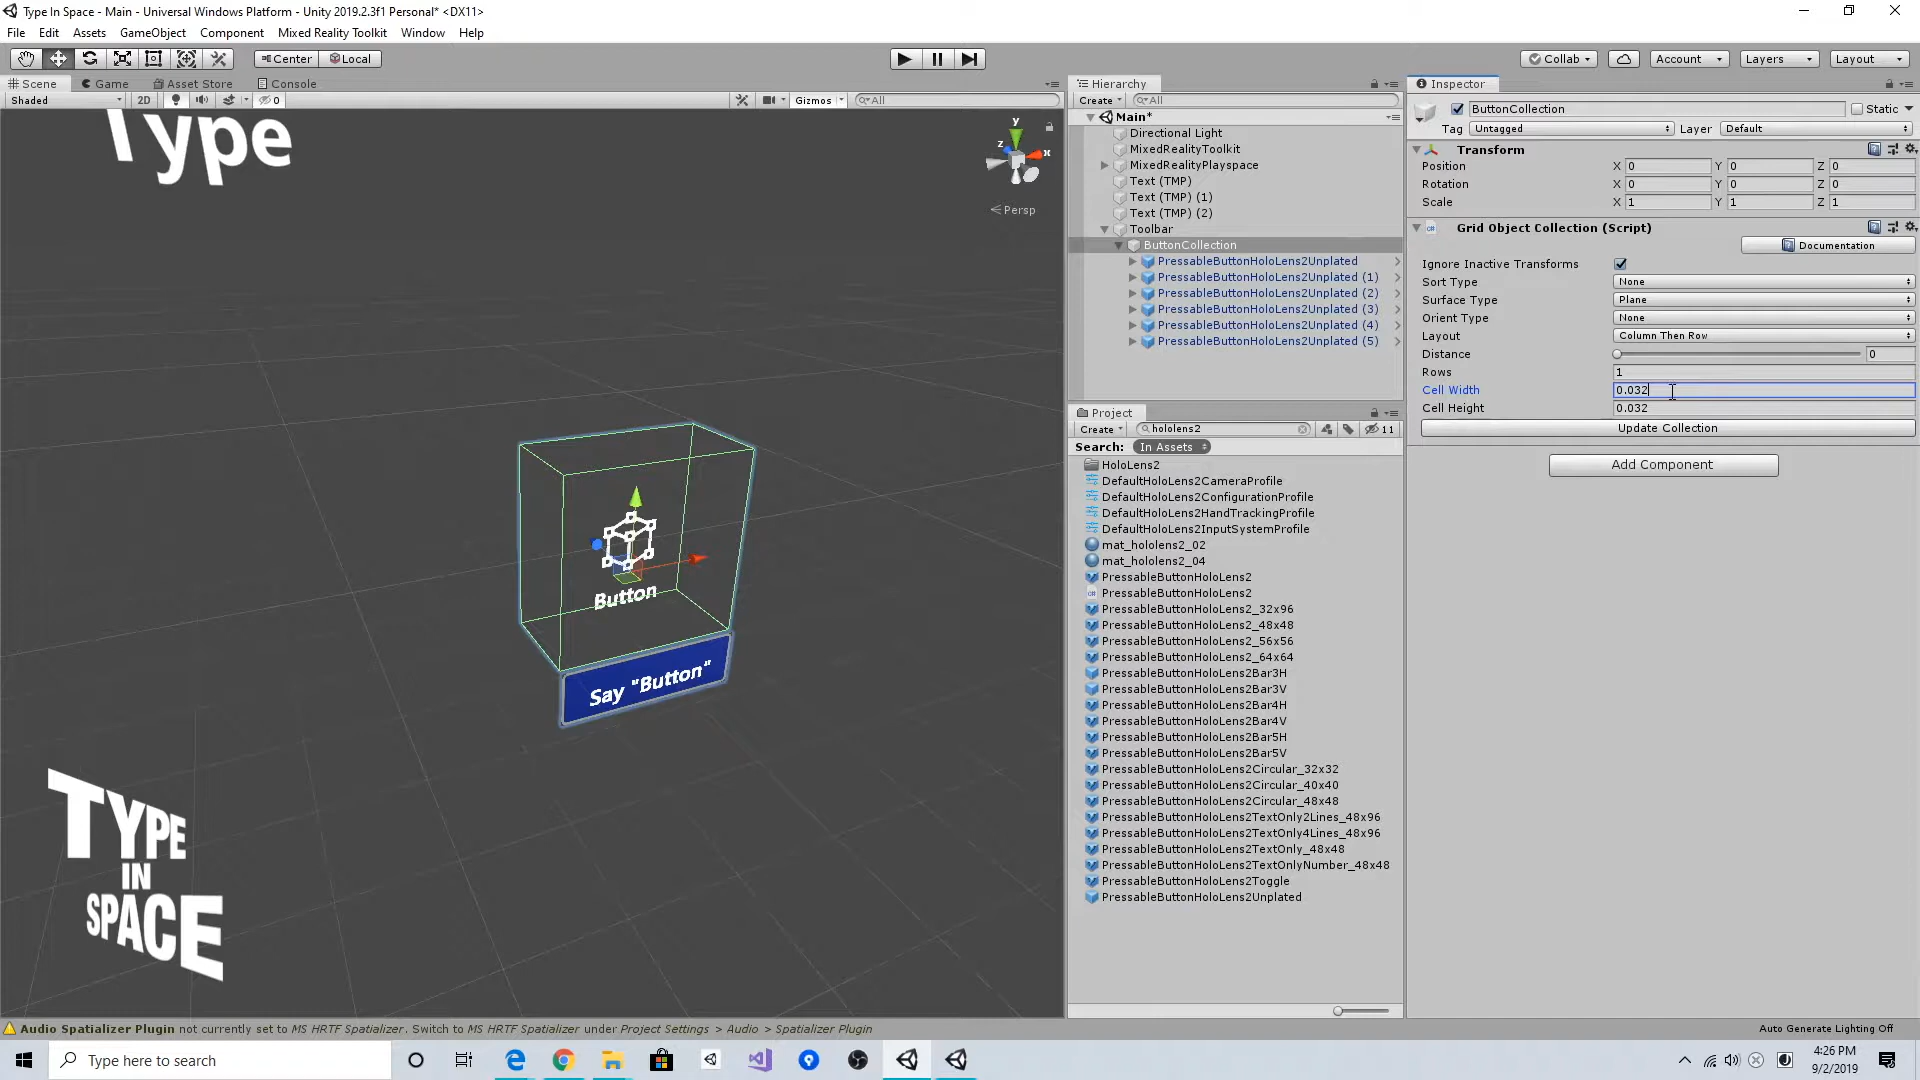 Type In Space - Main - Universal Windows Platform - Unity 2019.2.3f1 Personal* <DX11>
File Edit Assets GameObject Component Mixed Reality Toolkit Window Help
Center Local
Collab Account Layers Layout
Scene Game Asset Store Console
Shaded 2D 0 Gizmos All
Type
y
z x
Persp
Button
Say "Button"
TYPE
IN
SPACE
Hierarchy
Create All
Main*
Directional Light
MixedRealityToolkit
MixedRealityPlayspace
Text (TMP)
Text (TMP) (1)
Text (TMP) (2)
Toolbar
ButtonCollection
PressableButtonHoloLens2Unplated
PressableButtonHoloLens2Unplated (1)
PressableButtonHoloLens2Unplated (2)
PressableButtonHoloLens2Unplated (3)
PressableButtonHoloLens2Unplated (4)
PressableButtonHoloLens2Unplated (5)
Project
Create hololens2 11
Search: In Assets
HoloLens2
DefaultHoloLens2CameraProfile
DefaultHoloLens2ConfigurationProfile
DefaultHoloLens2HandTrackingProfile
DefaultHoloLens2InputSystemProfile
mat_hololens2_02
mat_hololens2_04
PressableButtonHoloLens2
PressableButtonHoloLens2
PressableButtonHoloLens2_32x96
PressableButtonHoloLens2_48x48
PressableButtonHoloLens2_56x56
PressableButtonHoloLens2_64x64
PressableButtonHoloLens2Bar3H
PressableButtonHoloLens2Bar3V
PressableButtonHoloLens2Bar4H
PressableButtonHoloLens2Bar4V
PressableButtonHoloLens2Bar5H
PressableButtonHoloLens2Bar5V
PressableButtonHoloLens2Circular_32x32
PressableButtonHoloLens2Circular_40x40
PressableButtonHoloLens2Circular_48x48
PressableButtonHoloLens2TextOnly2Lines_48x96
PressableButtonHoloLens2TextOnly4Lines_48x96
PressableButtonHoloLens2TextOnly_48x48
PressableButtonHoloLens2TextOnlyNumber_48x48
PressableButtonHoloLens2Toggle
PressableButtonHoloLens2Unplated
Inspector
ButtonCollection Static
Tag Untagged Layer Default
Transform
Position X 0 Y 0 Z 0
Rotation X 0 Y 0 Z 0
Scale X 1 Y 1 Z 1
Grid Object Collection (Script)
Documentation
Ignore Inactive Transforms
Sort Type None
Surface Type Plane
Orient Type None
Layout Column Then Row
Distance 0
Rows 1
Cell Width 0.032
Cell Height 0.032
Update Collection
Add Component
Audio Spatializer Plugin not currently set to MS HRTF Spatializer. Switch to MS HRTF Spatializer under Project Settings > Audio > Spatializer Plugin
Auto Generate Lighting Off
Type here to search
4:26 PM
9/2/2019